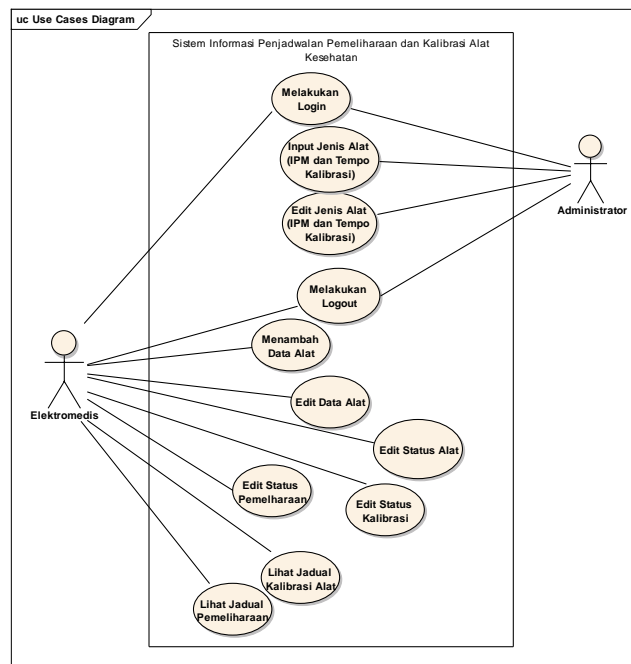 uc Use Cases Diagram
Sistem Informasi Penjadwalan Pemeliharaan dan Kalibrasi Alat
Kesehatan
Melakukan
Login
Input Jenis Alat
(IPM dan Tempo
Kalibrasi)
Edit Jenis Alat
(IPM dan Tempo
Kalibrasi)
Administrator
Melakukan
Logout
Menambah
Data Alat
Elektromedis
Edit Data Alat
Edit Status Alat
Edit Status
Pemelharaan
Edit Status
Kalibrasi
Lihat Jadual
Kalibrasi Alat
Lihat Jadual
Pemeliharaan